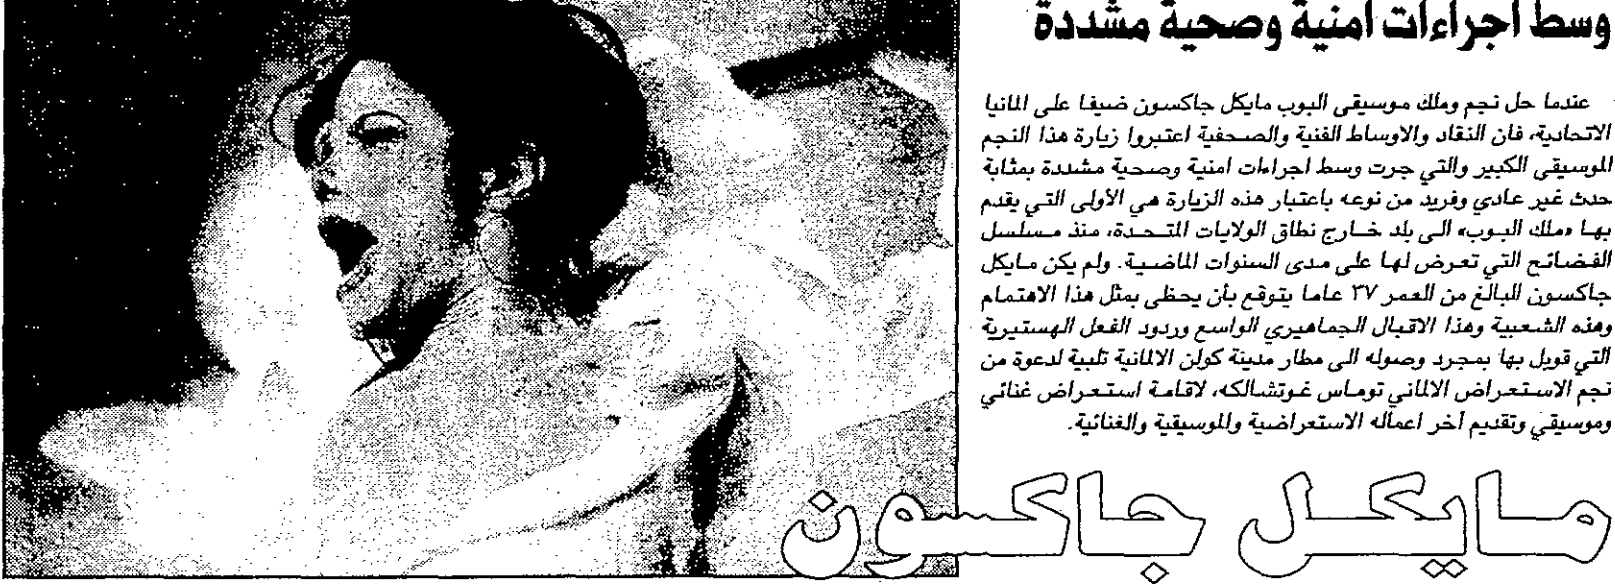 وسط اجراءات امنية وصحية مشددة
عندما حل نجم وملك موسيقى البوب مايكل جاكسون ضيفا على المانيا
الاتحادية، فان النقاد والاوساط الفنية والصحفية اعتبروا زيارة هذا النجم
الموسيقي الكبير والتي جرت وسط اجراءات امنية وصحية مشددة بمثابة
حدث غير عادي وفريد من نوعه باعتبار هذه الزيارة هي الأولى التي يقدم
بها «ملك البوب» الى بلد خارج نطاق الولايات المتحدة، منذ مسلسل
الفضائح التي تعرض لها على مدى السنوات الماضية. ولم يكن مايكل
جاكسون البالغ من العمر ٣٧ عاما يتوقع بأن يحظى بمثل هذا الاهتمام
وهذه الشعبية وهذا الاقبال الجماهيري الواسع وردود الفعل الهستيرية
التي قوبل بها بمجرد وصوله الى مطار مدينة كولن الالمانية تلبية لدعوة من
نجم الاستعراض الالماني توماس غوتشالكه، لاقامة استعراض غنائي
وموسيقي وتقديم آخر اعماله الاستعراضية والموسيقية والغنائية.
مايكل جاكسون